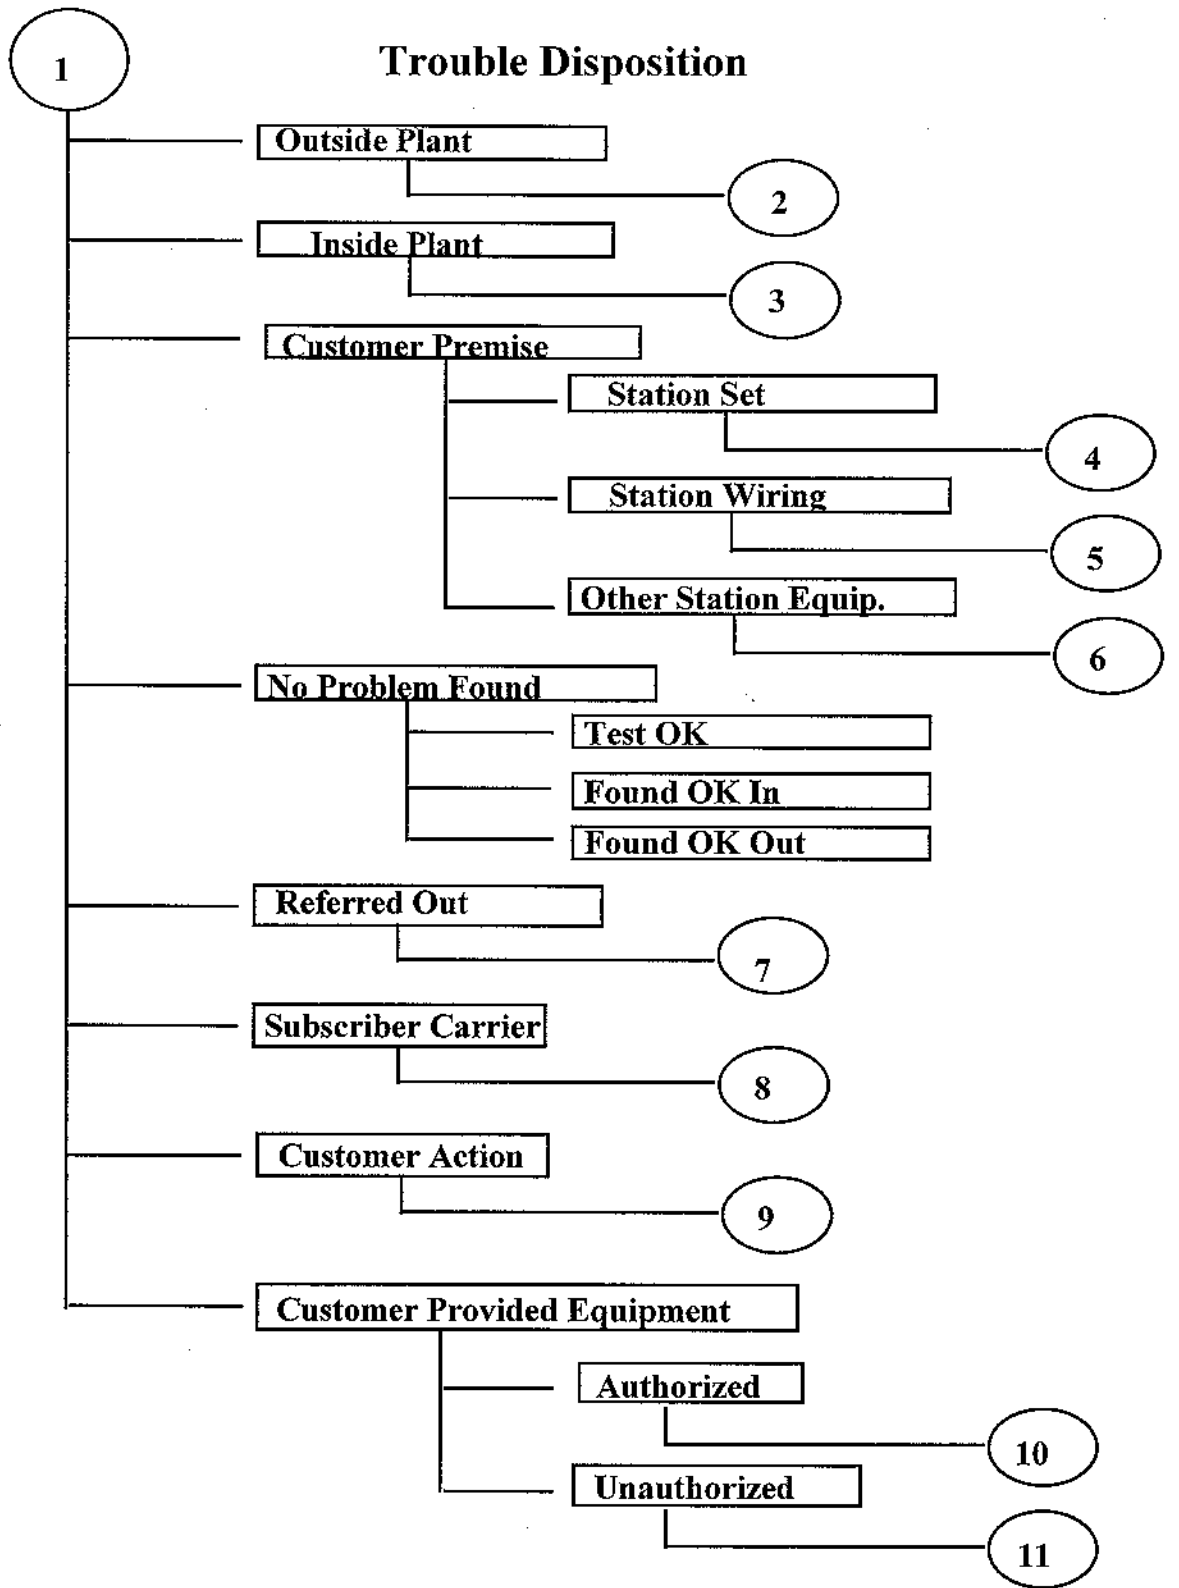 1
Trouble Disposition
Outside Plant
2
Inside Plant
3
Customer Premise
Station Set
4
Station Wiring
5
Other Station Equip.
6
No Problem Found
Test OK
Found OK In
Found OK Out
Referred Out
7
Subscriber Carrier
8
Customer Action
9
Customer Provided Equipment
Authorized
10
Unauthorized
11